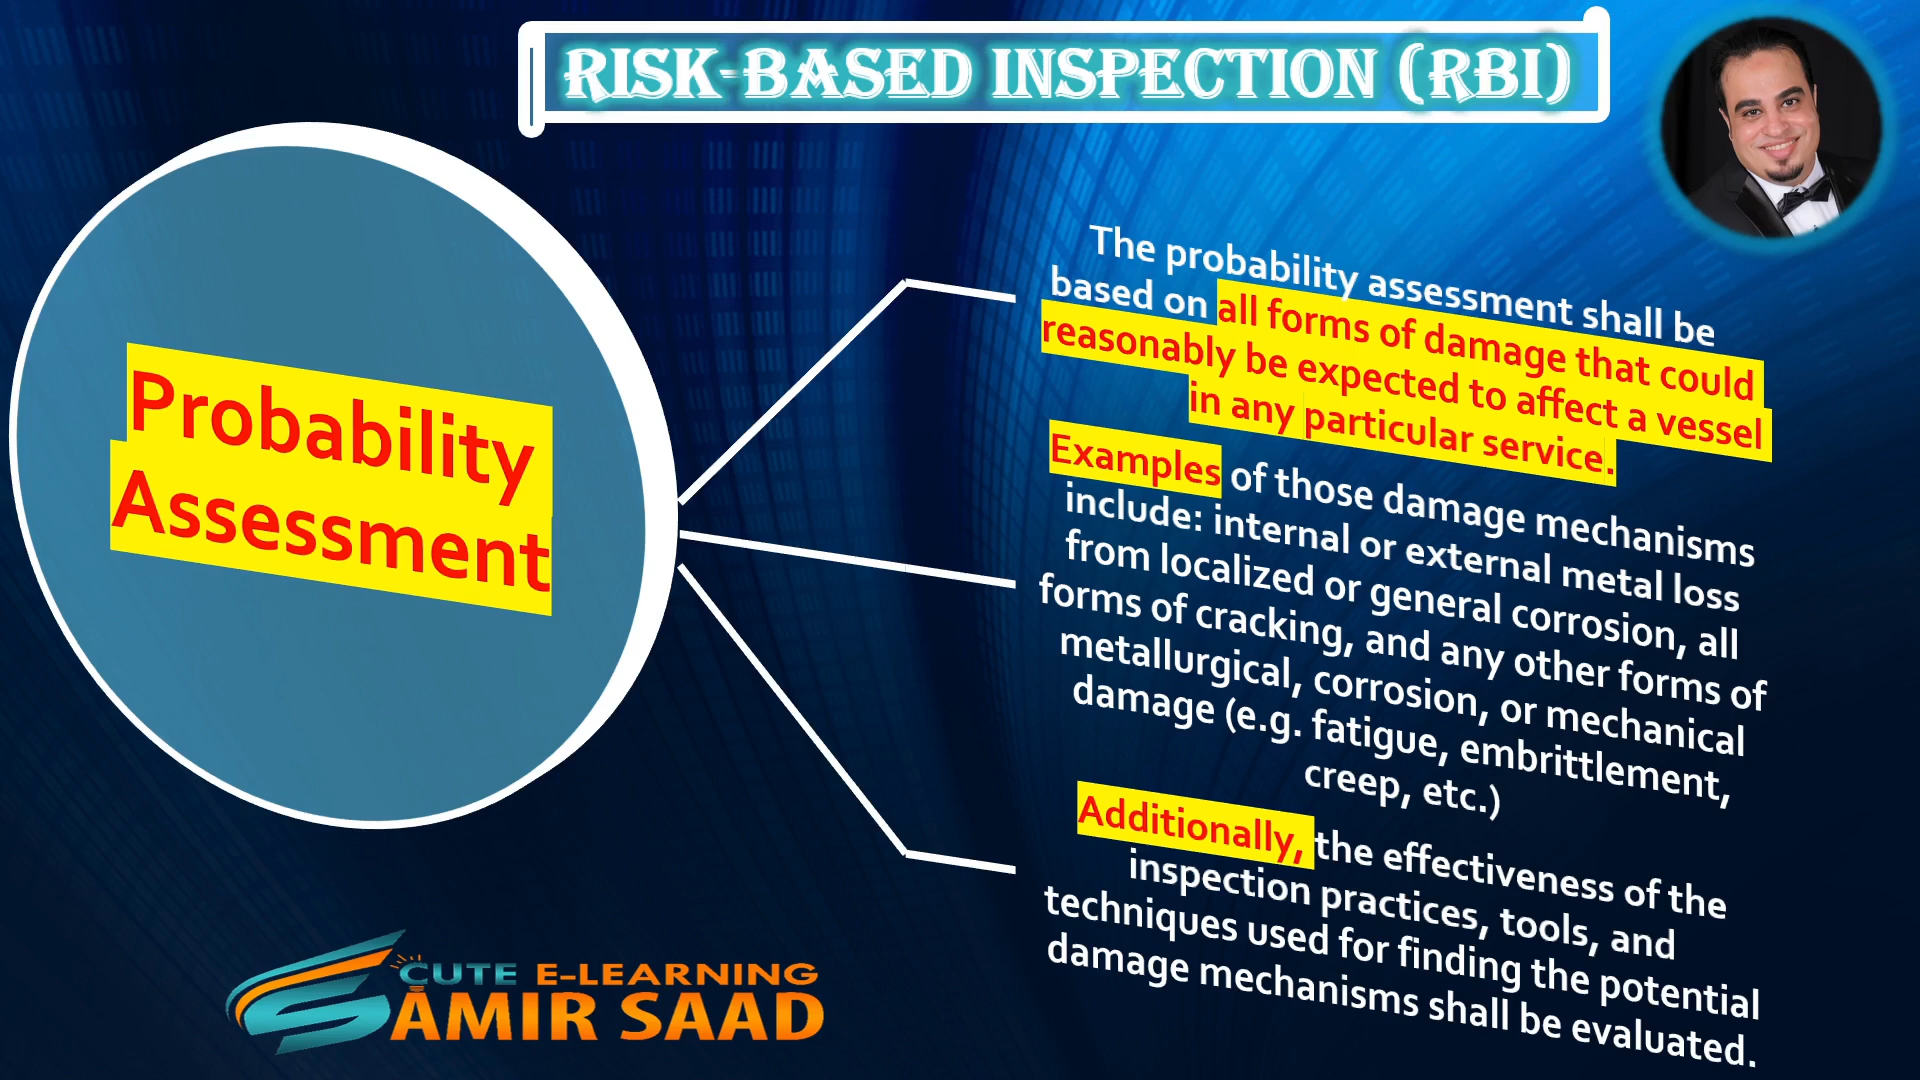 RISK-BASED INSPECTION (RBI)
Probability
Assessment
The probability assessment shall be
based on all forms of damage that could
reasonably be expected to affect a vessel
in any particular service.
Examples of those damage mechanisms
include: internal or external metal loss
from localized or general corrosion, all
forms of cracking, and any other forms of
metallurgical, corrosion, or mechanical
damage (e.g. fatigue, embrittlement,
creep, etc.)
Additionally, the effectiveness of the
inspection practices, tools, and
techniques used for finding the potential
damage mechanisms shall be evaluated.
CUTE E-LEARNING
AMIR SAAD